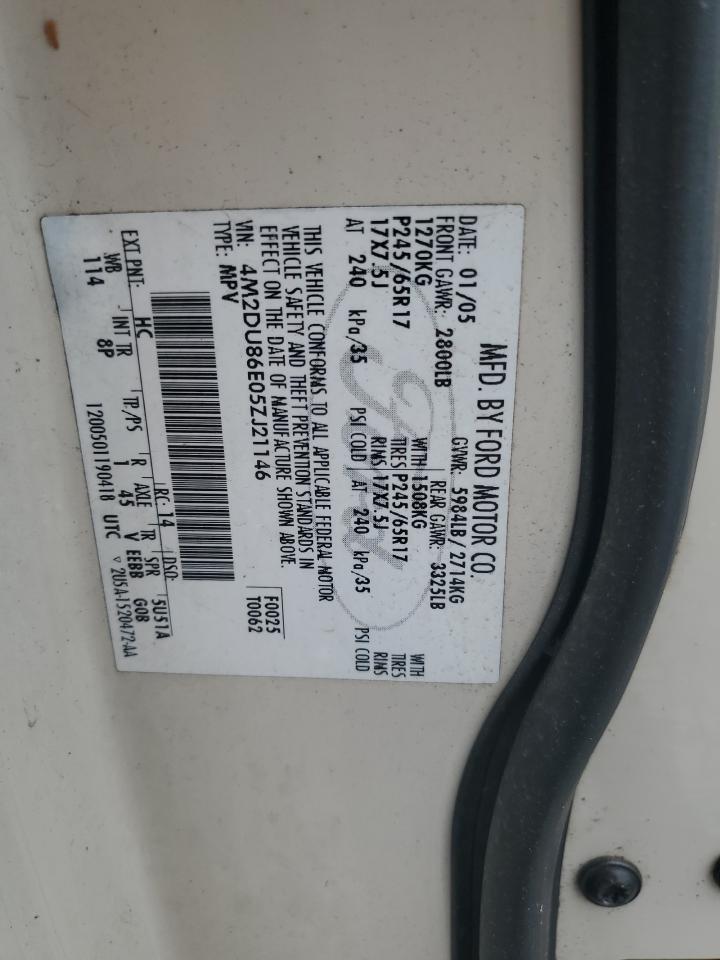 MFD. BY FORD MOTOR CO.
DATE: 01/05 GVWR: 5984LB/2714KG
FRONT GAWR: 2800LB REAR GAWR: 3325LB
1270KG WITH 1508KG WITH
P245/65R17 TIRES P245/65R17 TIRES
17X7.5J RIMS 17X7.5J RIMS
AT 240 kPa/35 PSI COLD AT 240 kPa/35 PSI COLD
THIS VEHICLE CONFORMS TO ALL APPLICABLE FEDERAL MOTOR
VEHICLE SAFETY AND THEFT PREVENTION STANDARDS IN
EFFECT ON THE DATE OF MANUFACTURE SHOWN ABOVE.
VIN: 4M2DU86E05ZJ21146 F0025
TYPE: MPV T0062
EXT PNT: HC RC: 14 DSO: 5U51A
WB INT TR TP/PS R AXLE TR SPR
114 8P 1 45 V EEBB G0B
1200501190418 UTC ▽ 2U5A-1520472-AA